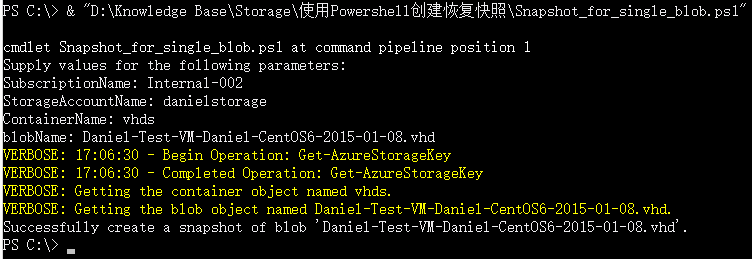 PS C:\> & "D:\Knowledge Base\Storage\使用Powershell创建恢复快照\Snapshot_for_single_blob.ps1"
cmdlet Snapshot_for_single_blob.ps1 at command pipeline position 1
Supply values for the following parameters:
SubscriptionName: Internal-002
StorageAccountName: danielstorage
ContainerName: vhds
blobName: Daniel-Test-VM-Daniel-CentOS6-2015-01-08.vhd
VERBOSE: 17:06:30 - Begin Operation: Get-AzureStorageKey
VERBOSE: 17:06:30 - Completed Operation: Get-AzureStorageKey
VERBOSE: Getting the container object named vhds.
VERBOSE: Getting the blob object named Daniel-Test-VM-Daniel-CentOS6-2015-01-08.vhd.
Successfully create a snapshot of blob 'Daniel-Test-VM-Daniel-CentOS6-2015-01-08.vhd'.
PS C:\> _